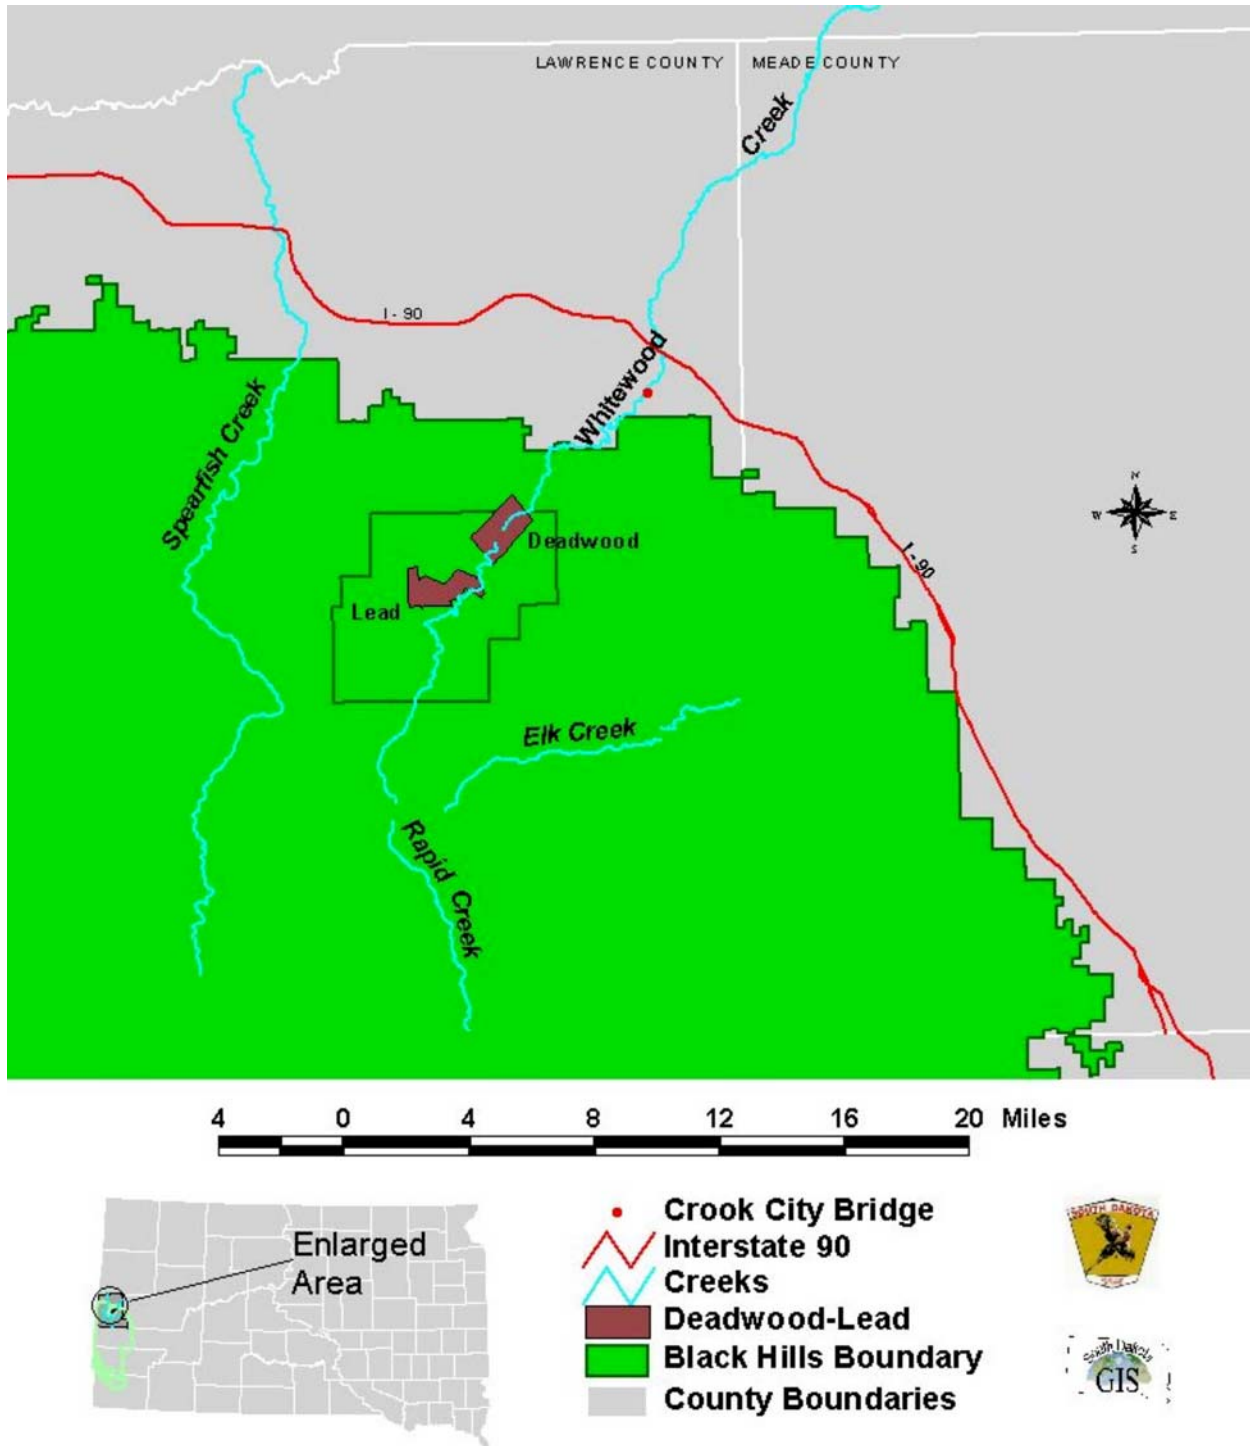 LAWRENCE COUNTY
MEADE COUNTY
Creek
I - 90
Whitewood
Spearfish Creek
N
W E
S
Deadwood
I - 90
Lead
Elk Creek
Rapid Creek
4 0 4 8 12 16 20 Miles
Enlarged
Area
Crook City Bridge
Interstate 90
Creeks
Deadwood-Lead
Black Hills Boundary
County Boundaries
SOUTH DAKOTA
South Dakota
GIS